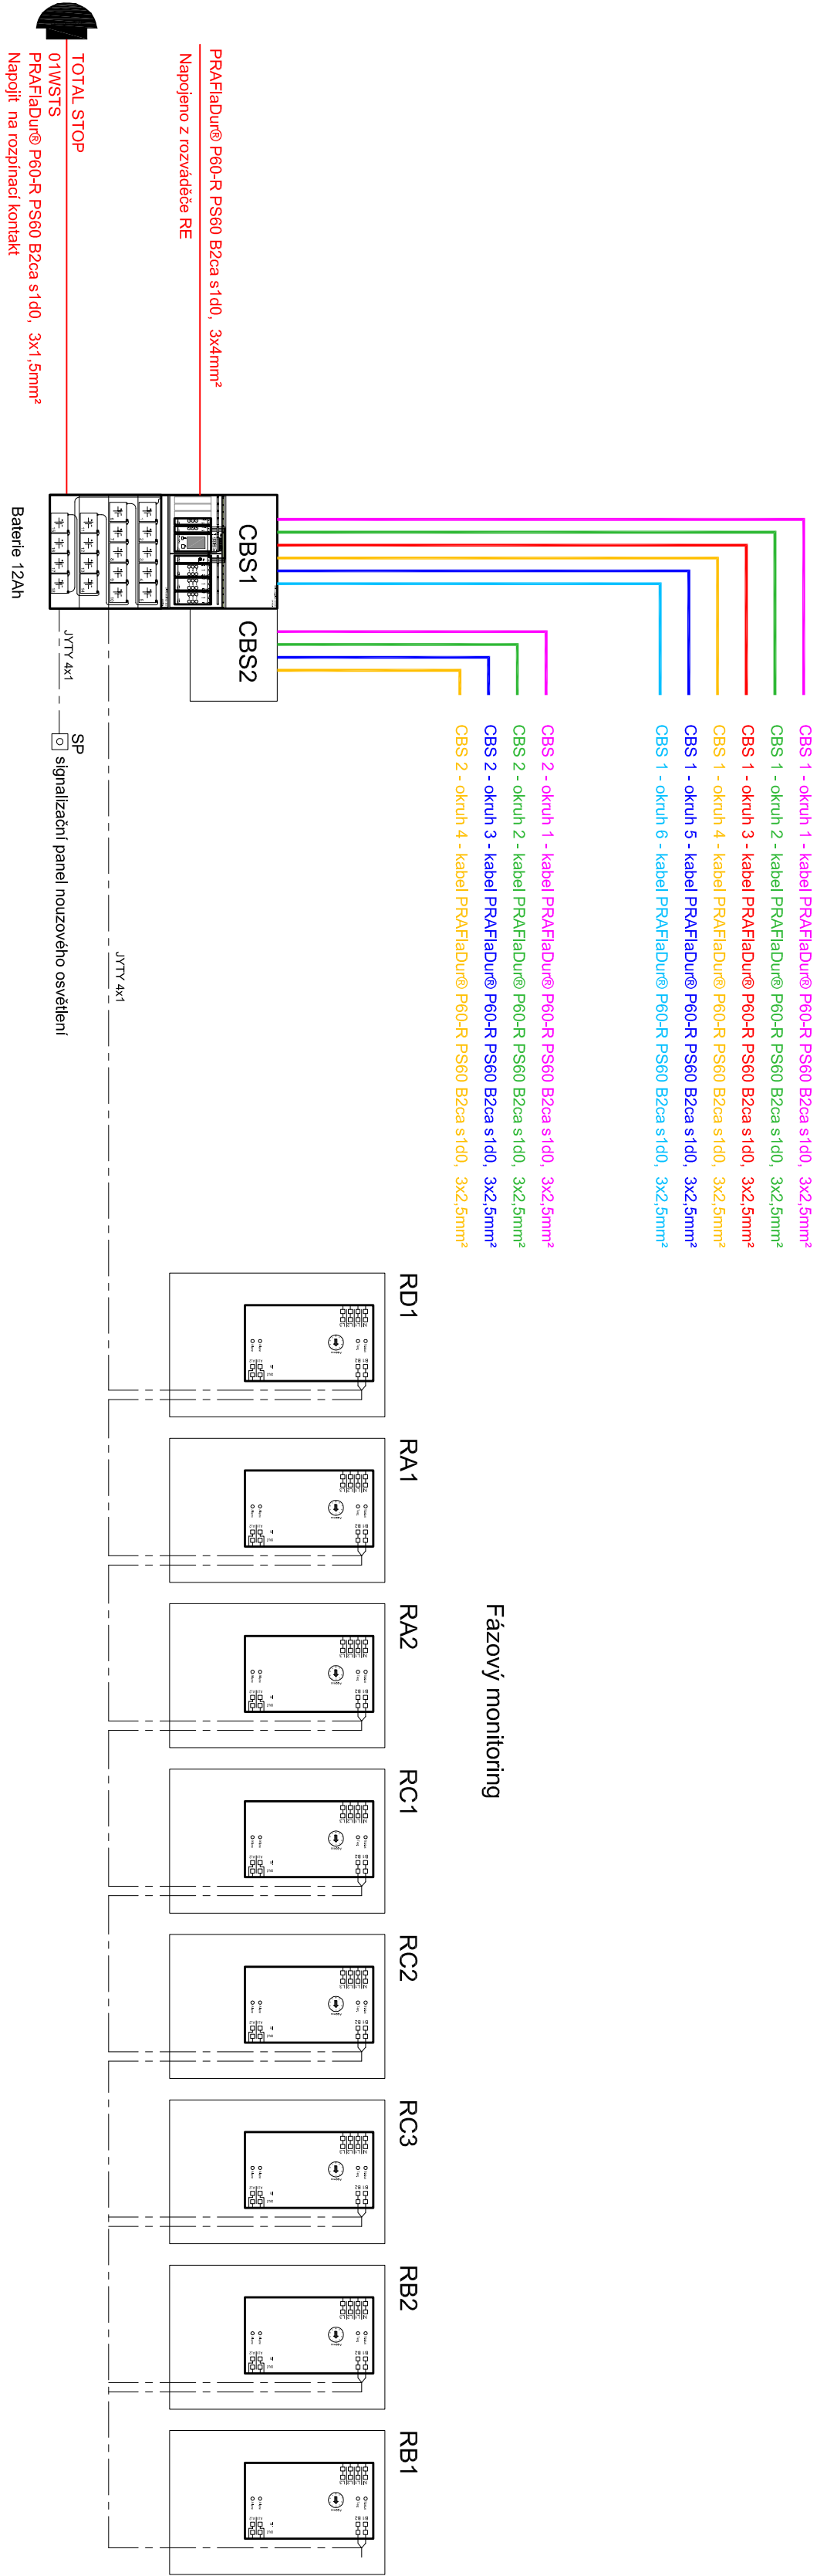 CBS 1 - okruh 1 - kabel PRAFlaDur® P60-R PS60 B2ca s1d0, 3x2,5mm²
CBS 1 - okruh 2 - kabel PRAFlaDur® P60-R PS60 B2ca s1d0, 3x2,5mm²
CBS 1 - okruh 3 - kabel PRAFlaDur® P60-R PS60 B2ca s1d0, 3x2,5mm²
CBS 1 - okruh 4 - kabel PRAFlaDur® P60-R PS60 B2ca s1d0, 3x2,5mm²
CBS 1 - okruh 5 - kabel PRAFlaDur® P60-R PS60 B2ca s1d0, 3x2,5mm²
CBS 1 - okruh 6 - kabel PRAFlaDur® P60-R PS60 B2ca s1d0, 3x2,5mm²
CBS 2 - okruh 1 - kabel PRAFlaDur® P60-R PS60 B2ca s1d0, 3x2,5mm²
CBS 2 - okruh 2 - kabel PRAFlaDur® P60-R PS60 B2ca s1d0, 3x2,5mm²
CBS 2 - okruh 3 - kabel PRAFlaDur® P60-R PS60 B2ca s1d0, 3x2,5mm²
CBS 2 - okruh 4 - kabel PRAFlaDur® P60-R PS60 B2ca s1d0, 3x2,5mm²
Fázový monitoring
PRAFlaDur® P60-R PS60 B2ca s1d0, 3x4mm²
Napojeno z rozváděče RE
CBS1
CBS2
RD1
RA1
RA2
RC1
RC2
RC3
RB2
RB1
TOTAL STOP
01WSTS
PRAFlaDur® P60-R PS60 B2ca s1d0, 3x1,5mm²
Napojit na rozpínací kontakt
JYTY 4x1
JYTY 4x1
SP
signalizační panel nouzového osvětlení
Baterie 12Ah